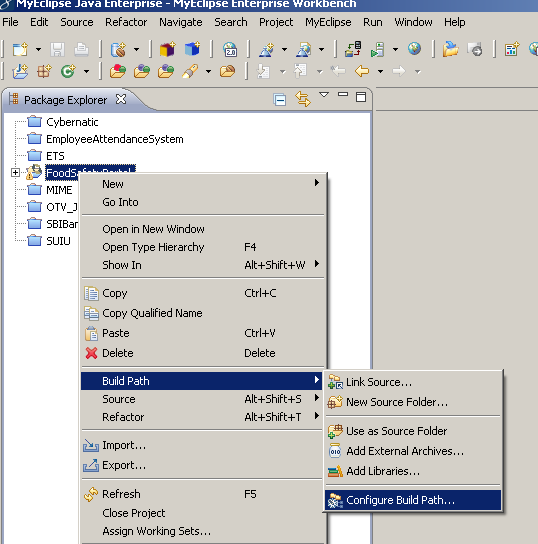 MyEclipse Java Enterprise - MyEclipse Enterprise Workbench
File Edit Source Refactor Navigate Search Project MyEclipse Run Window Help
Package Explorer
Cybernatic
EmployeeAttendanceSystem
ETS
FoodSafetyPortal
MIME
OTV_J
SBIBan
SUIU
New
Go Into
Open in New Window
Open Type Hierarchy F4
Show In Alt+Shift+W
Copy Ctrl+C
Copy Qualified Name
Paste Ctrl+V
Delete Delete
Build Path
Source Alt+Shift+S
Refactor Alt+Shift+T
Import...
Export...
Refresh F5
Close Project
Assign Working Sets...
Link Source...
New Source Folder...
Use as Source Folder
Add External Archives...
Add Libraries...
Configure Build Path...